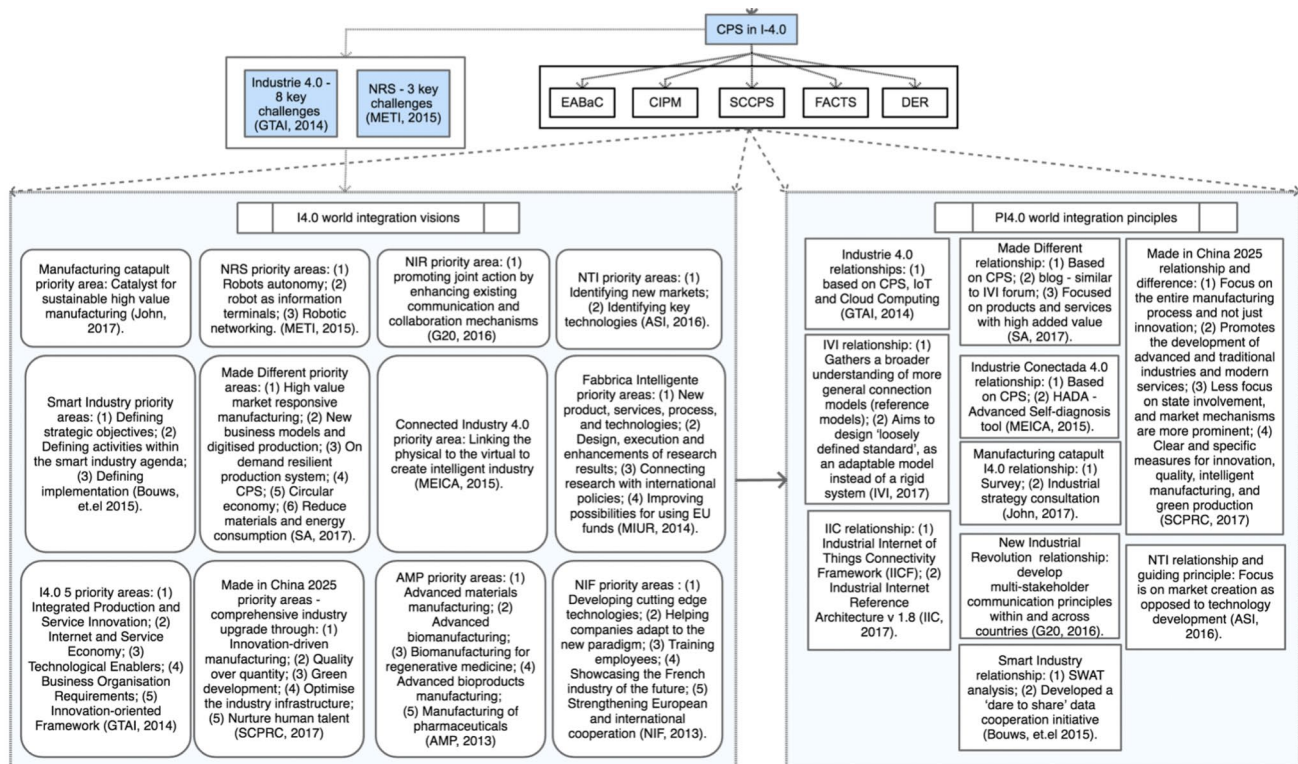 CPS in I-4.0
Industrie 4.0 -
8 key
challenges
(GTAI, 2014)
NRS - 3 key
challenges
(METI, 2015)
EABaC
CIPM
SCCPS
FACTS
DER
I4.0 world integration visions
Manufacturing catapult
priority area: Catalyst for
sustainable high value
manufacturing (John,
2017).
NRS priority areas: (1)
Robots autonomy; (2)
robot as information
terminals; (3) Robotic
networking. (METI, 2015).
NIR priority area: (1)
promoting joint action by
enhancing existing
communication and
collaboration mechanisms
(G20, 2016)
NTI priority areas: (1)
Identifying new markets;
(2) Identifying key
technologies (ASI, 2016).
Smart Industry priority
areas: (1) Defining
strategic objectives; (2)
Defining activities within
the smart industry agenda;
(3) Defining
implementation (Bouws,
et.el 2015).
Made Different priority
areas: (1) High value
market responsive
manufacturing; (2) New
business models and
digitised production; (3) On
demand resilient
production system; (4)
CPS; (5) Circular
economy; (6) Reduce
materials and energy
consumption (SA, 2017).
Connected Industry 4.0
priority area: Linking the
physical to the virtual to
create intelligent industry
(MEICA, 2015).
Fabbrica Intelligente
priority areas: (1) New
product, services, process,
and technologies; (2)
Design, execution and
enhancements of research
results; (3) Connecting
research with international
policies; (4) Improving
possibilities for using EU
funds (MIUR, 2014).
I4.0 5 priority areas: (1)
Integrated Production and
Service Innovation; (2)
Internet and Service
Economy; (3)
Technological Enablers; (4)
Business Organisation
Requirements; (5)
Innovation-oriented
Framework (GTAI, 2014)
Made in China 2025
priority areas -
comprehensive industry
upgrade through: (1)
Innovation-driven
manufacturing; (2) Quality
over quantity; (3) Green
development; (4) Optimise
the industry infrastructure;
(5) Nurture human talent
(SCPRC, 2017)
AMP priority areas: (1)
Advanced materials
manufacturing; (2)
Advanced
biomanufacturing;
(3) Biomanufacturing for
regenerative medicine; (4)
Advanced bioproducts
manufacturing;
(5) Manufacturing of
pharmaceuticals
(AMP, 2013)
NIF priority areas : (1)
Developing cutting edge
technologies; (2) Helping
companies adapt to the
new paradigm; (3) Training
employees; (4)
Showcasing the French
industry of the future; (5)
Strengthening European
and international
cooperation (NIF, 2013).
PI4.0 world integration pinciples
Industrie 4.0
relationships: (1)
based on CPS, IoT
and Cloud Computing
(GTAI, 2014)
IVI relationship: (1)
Gathers a broader
understanding of more
general connection
models (reference
models); (2) Aims to
design ‘loosely
defined standard’, as
an adaptable model
instead of a rigid
system (IVI, 2017)
IIC relationship: (1)
Industrial Internet of
Things Connectivity
Framework (IICF); (2)
Industrial Internet
Reference
Architecture v 1.8 (IIC,
2017).
Made Different
relationship: (1) Based
on CPS; (2) blog - similar
to IVI forum; (3) Focused
on products and services
with high added value
(SA, 2017).
Industrie Conectada 4.0
relationship: (1) Based
on CPS; (2) HADA -
Advanced Self-diagnosis
tool (MEICA, 2015).
Manufacturing catapult
I4.0 relationship: (1)
Survey; (2) Industrial
strategy consultation
(John, 2017).
New Industrial
Revolution relationship:
develop
multi-stakeholder
communication principles
within and across
countries (G20, 2016).
Smart Industry
relationship: (1) SWAT
analysis; (2) Developed a
‘dare to share’ data
cooperation initiative
(Bouws, et.el 2015).
Made in China 2025
relationship and
difference: (1) Focus on
the entire manufacturing
process and not just
innovation; (2) Promotes
the development of
advanced and traditional
industries and modern
services; (3) Less focus
on state involvement,
and market mechanisms
are more prominent; (4)
Clear and specific
measures for innovation,
quality, intelligent
manufacturing, and
green production
(SCPRC, 2017)
NTI relationship and
guiding principle: Focus
is on market creation as
opposed to technology
development (ASI,
2016).